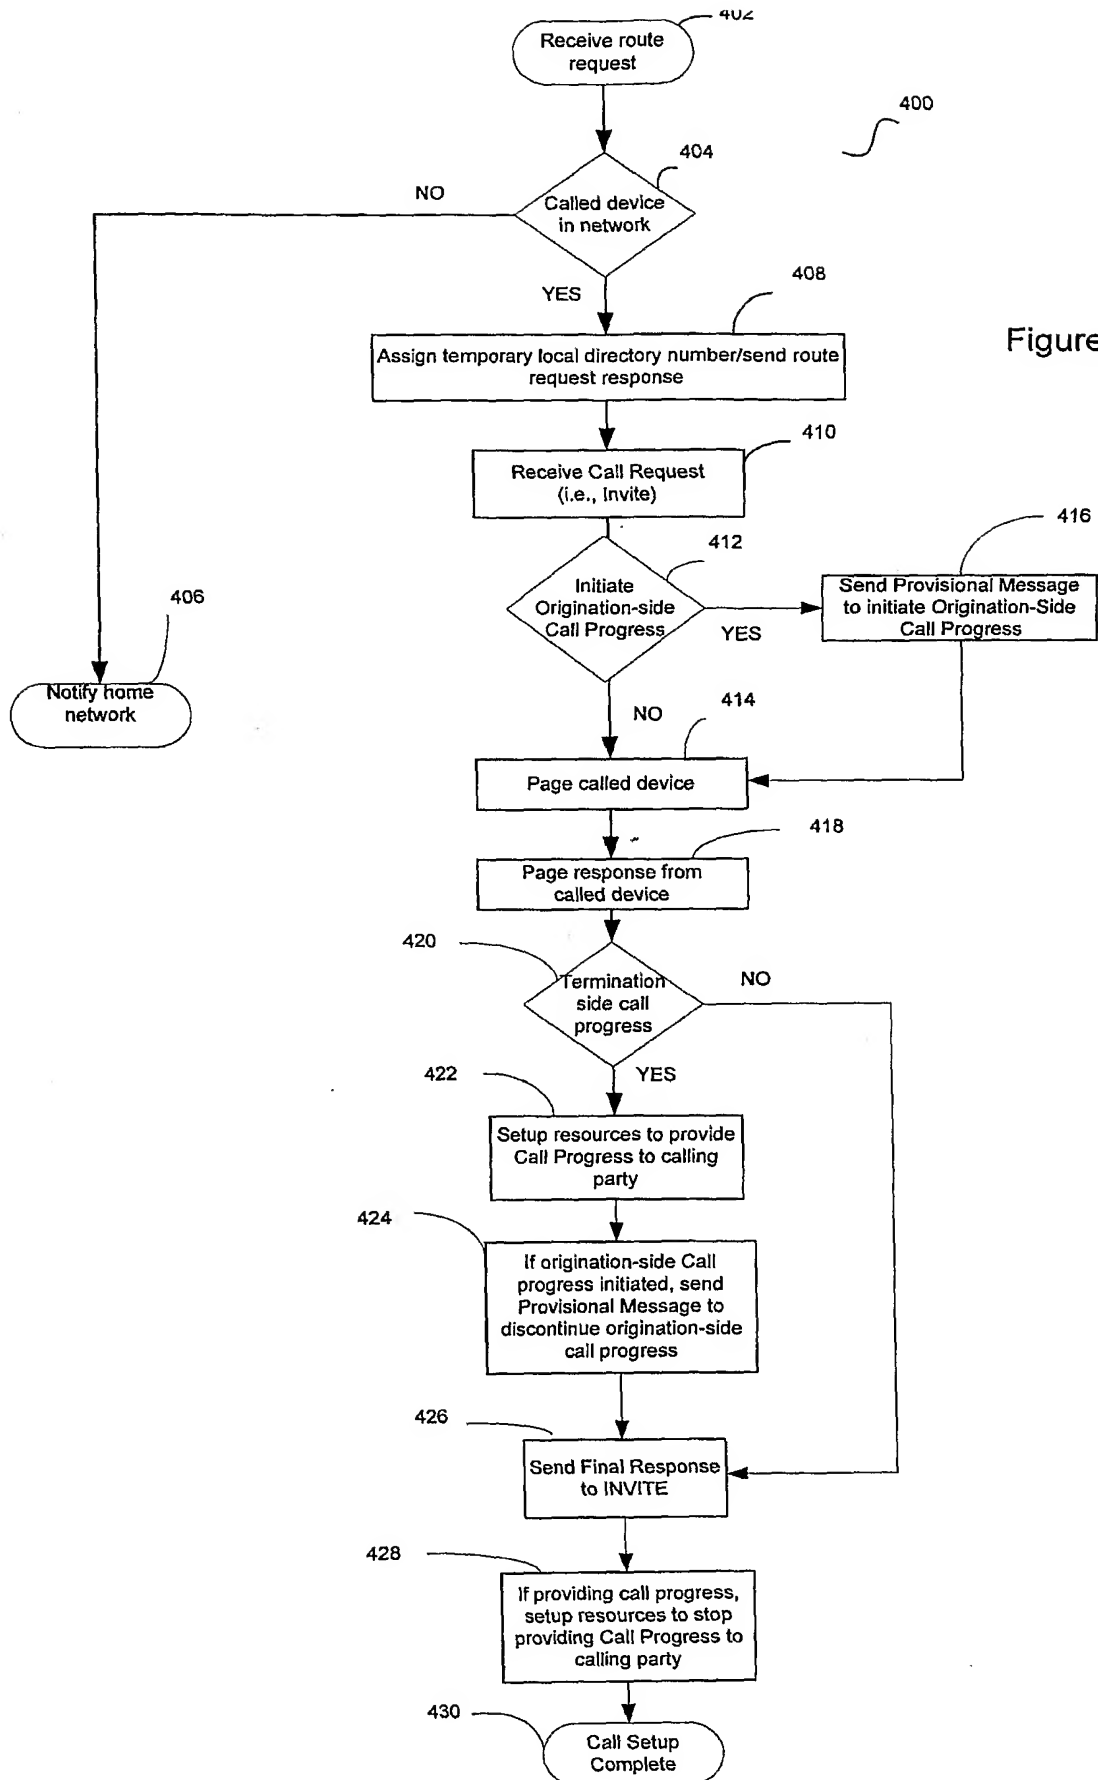 402
Receive route
request
400
404
NO
Called device
in network
YES
408
Figure
Assign temporary local directory number/send route
request response
410
Receive Call Request
(i.e., Invite)
412
416
Initiate
Origination-side
Call Progress
YES
Send Provisional Message
to initiate Origination-Side
Call Progress
406
Notify home
network
NO
414
Page called device
418
Page response from
called device
420
Termination
side call
progress
NO
YES
422
Setup resources to provide
Call Progress to calling
party
424
If origination-side Call
progress initiated, send
Provisional Message to
discontinue origination-side
call progress
426
Send Final Response
to INVITE
428
If providing call progress,
setup resources to stop
providing Call Progress to
calling party
430
Call Setup
Complete